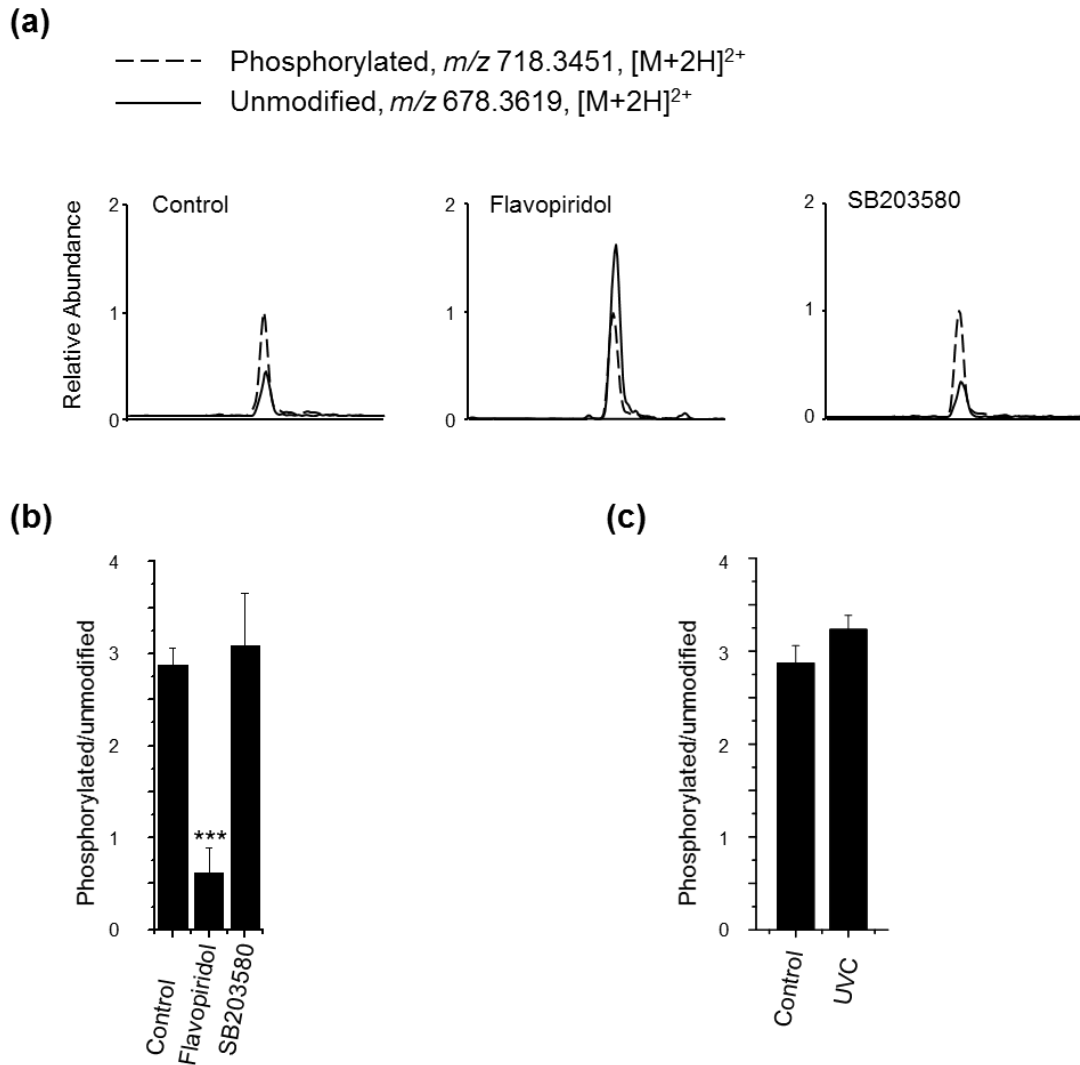 (a)
Phosphorylated, m/z 718.3451, [M+2H]²⁺
Unmodified, m/z 678.3619, [M+2H]²⁺
Relative Abundance
2
1
0
Control
2
1
0
Flavopiridol
2
1
0
SB203580
(b)
Phosphorylated/unmodified
4
3
2
1
0
***
Control
Flavopiridol
SB203580
(c)
Phosphorylated/unmodified
4
3
2
1
0
Control
UVC